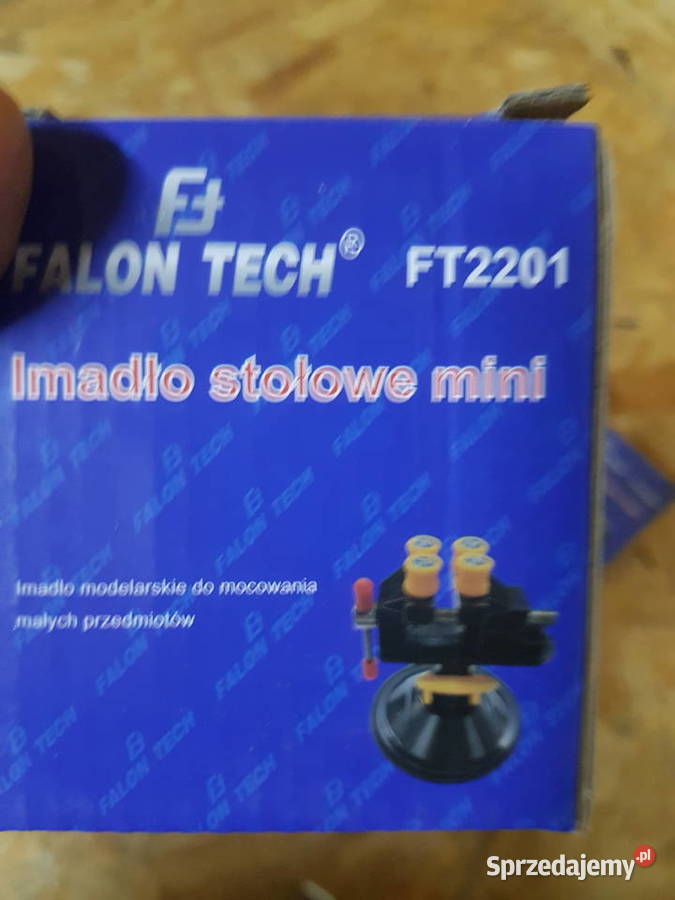 FALON TECH® FT2201
Imadło stołowe mini
Imadło modelarskie do mocowania
małych przedmiotów
Sprzedajemy.pl